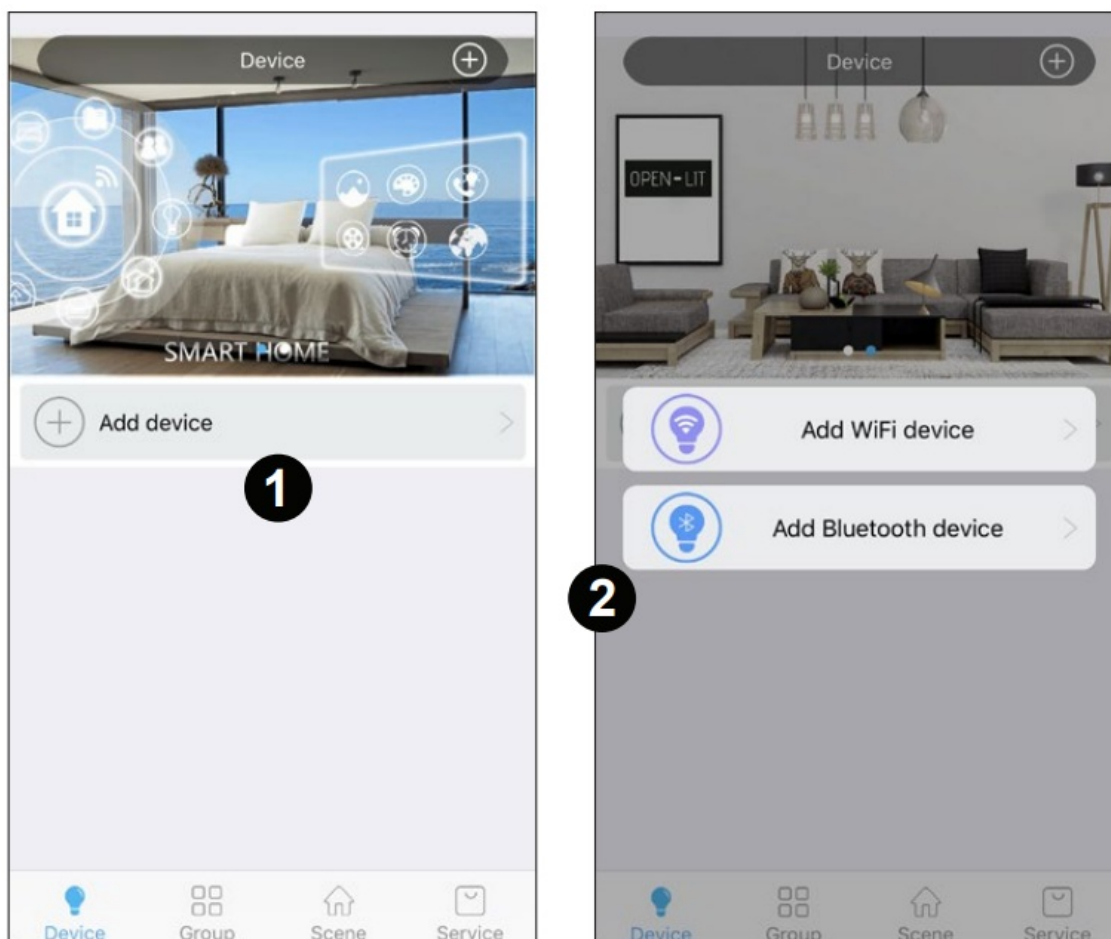 Device
SMART HOME
Add device
1
Device
Group
Scene
Service
Device
OPEN-LIT
Add WiFi device
Add Bluetooth device
2
Device
Group
Scene
Service